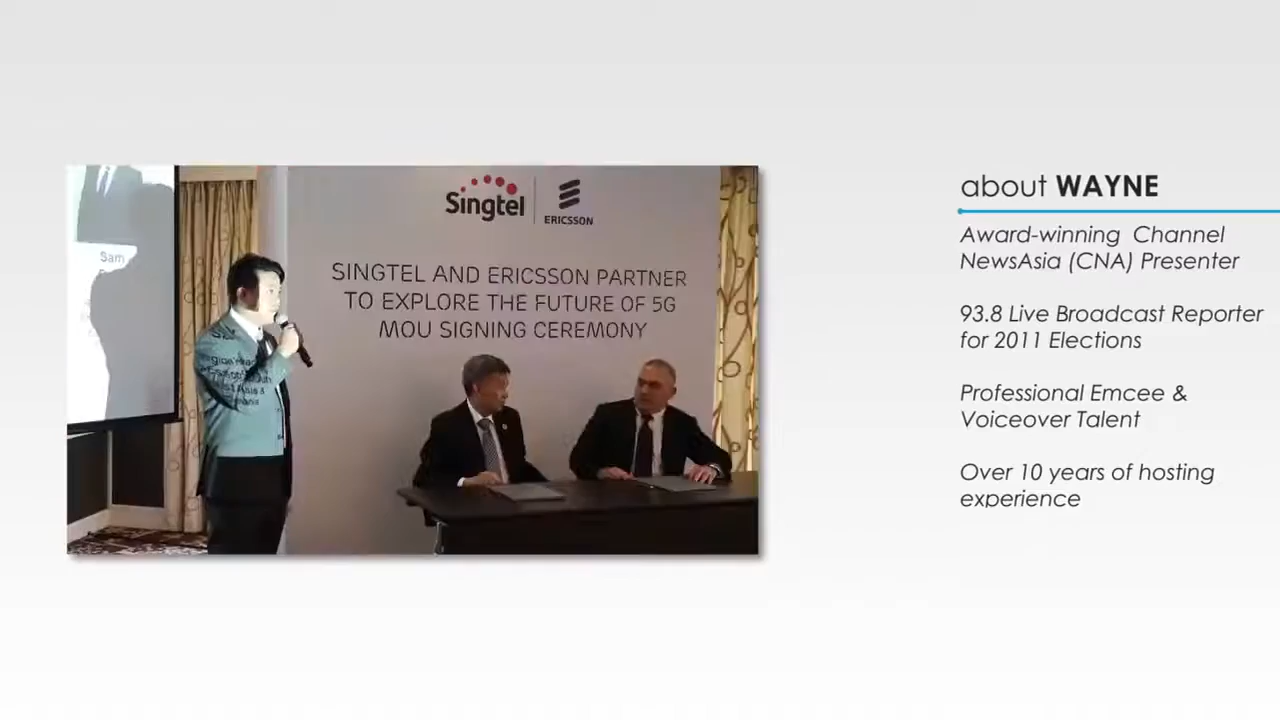 Sam
Singtel
ERICSSON
SINGTEL AND ERICSSON PARTNER
TO EXPLORE THE FUTURE OF 5G
MOU SIGNING CEREMONY
about WAYNE
Award-winning Channel
NewsAsia (CNA) Presenter
93.8 Live Broadcast Reporter
for 2011 Elections
Professional Emcee &
Voiceover Talent
Over 10 years of hosting
experience